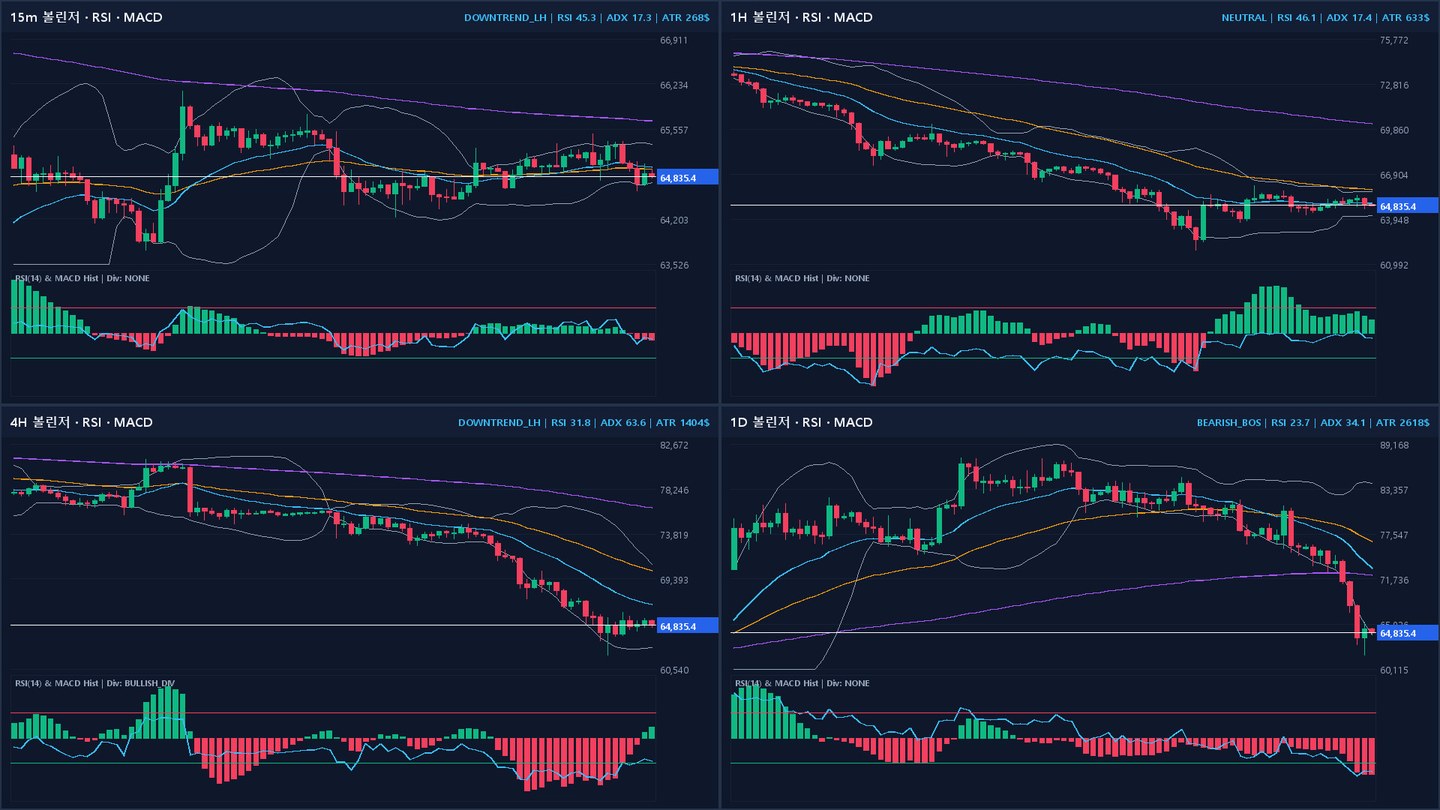 15m 볼린저 · RSI · MACD
DOWNTREND_LH | RSI 45.3 | ADX 17.3 | ATR 268$
66,911
66,234
65,557
64,835.4
64,203
63,526
RSI(14) & MACD Hist | Div: NONE
1H 볼린저 · RSI · MACD
NEUTRAL | RSI 46.1 | ADX 17.4 | ATR 633$
75,772
72,816
69,860
66,904
64,835.4
63,948
60,992
RSI(14) & MACD Hist | Div: NONE
4H 볼린저 · RSI · MACD
DOWNTREND_LH | RSI 31.8 | ADX 63.6 | ATR 1404$
82,672
78,246
73,819
69,393
64,835.4
60,540
RSI(14) & MACD Hist | Div: BULLISH_DIV
1D 볼린저 · RSI · MACD
BEARISH_BOS | RSI 23.7 | ADX 34.1 | ATR 2618$
89,168
83,357
77,547
71,736
64,835.4
60,115
RSI(14) & MACD Hist | Div: NONE